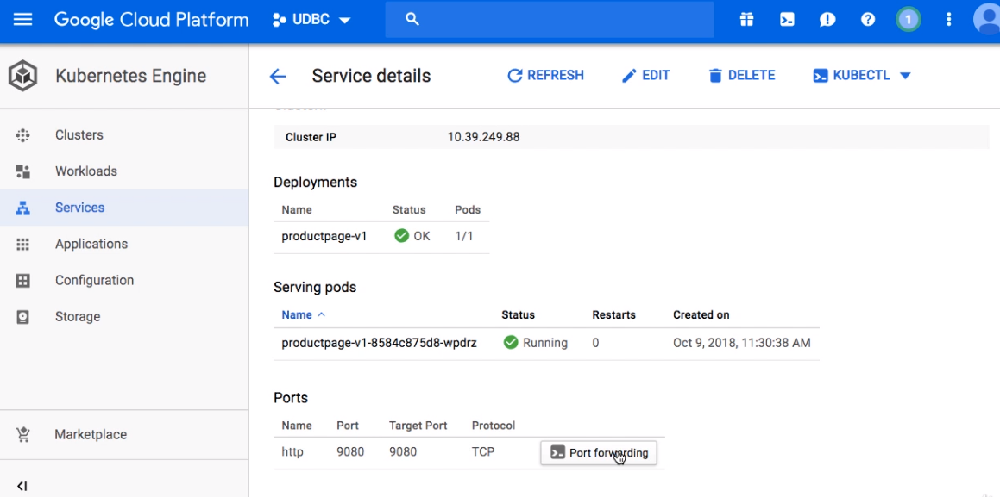 Google Cloud Platform UDBC 1
Kubernetes Engine
Service details REFRESH EDIT DELETE KUBECTL
Clusters
Workloads
Services
Applications
Configuration
Storage
Marketplace
Cluster IP 10.39.249.88
Deployments
Name Status Pods
productpage-v1 OK 1/1
Serving pods
Name Status Restarts Created on
productpage-v1-8584c875d8-wpdrz Running 0 Oct 9, 2018, 11:30:38 AM
Ports
Name Port Target Port Protocol
http 9080 9080 TCP Port forwarding